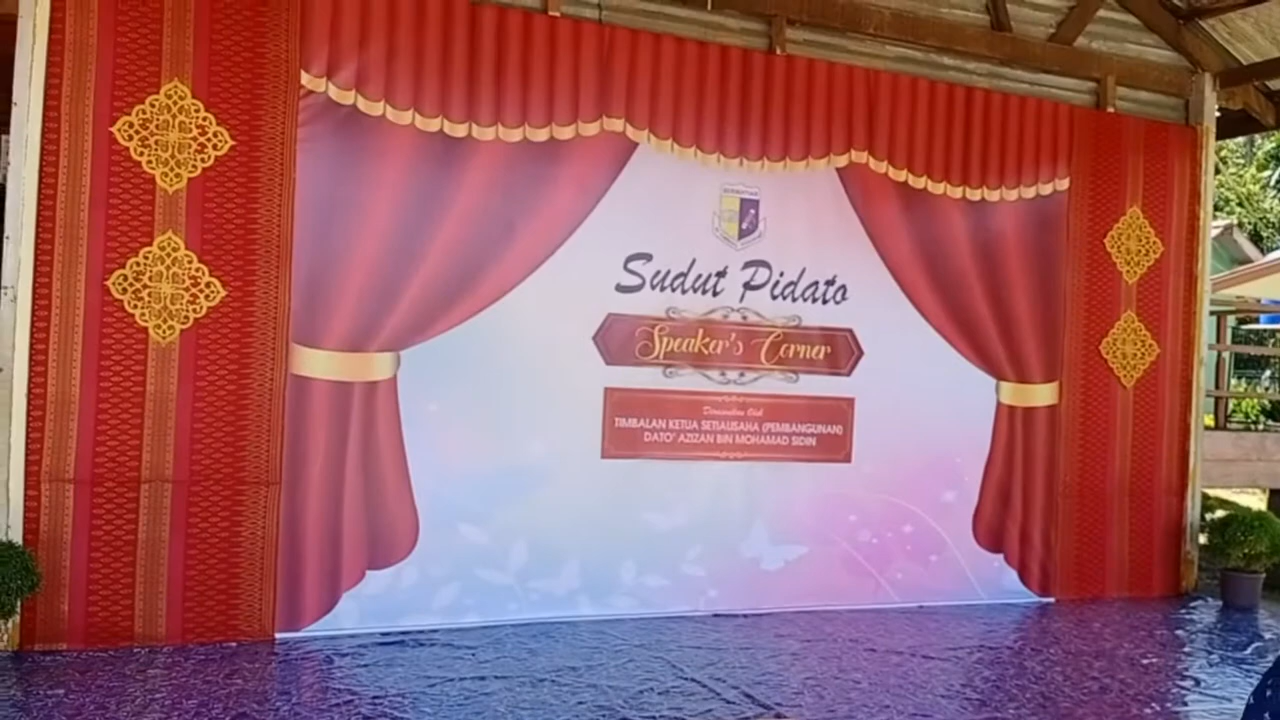 Sudut Pidato
Speaker's Corner
Dirasmikan Oleh
TIMBALAN KETUA SETIAUSAHA (PEMBANGUNAN)
DATO' AZIZAN BIN MOHAMAD SIDIN